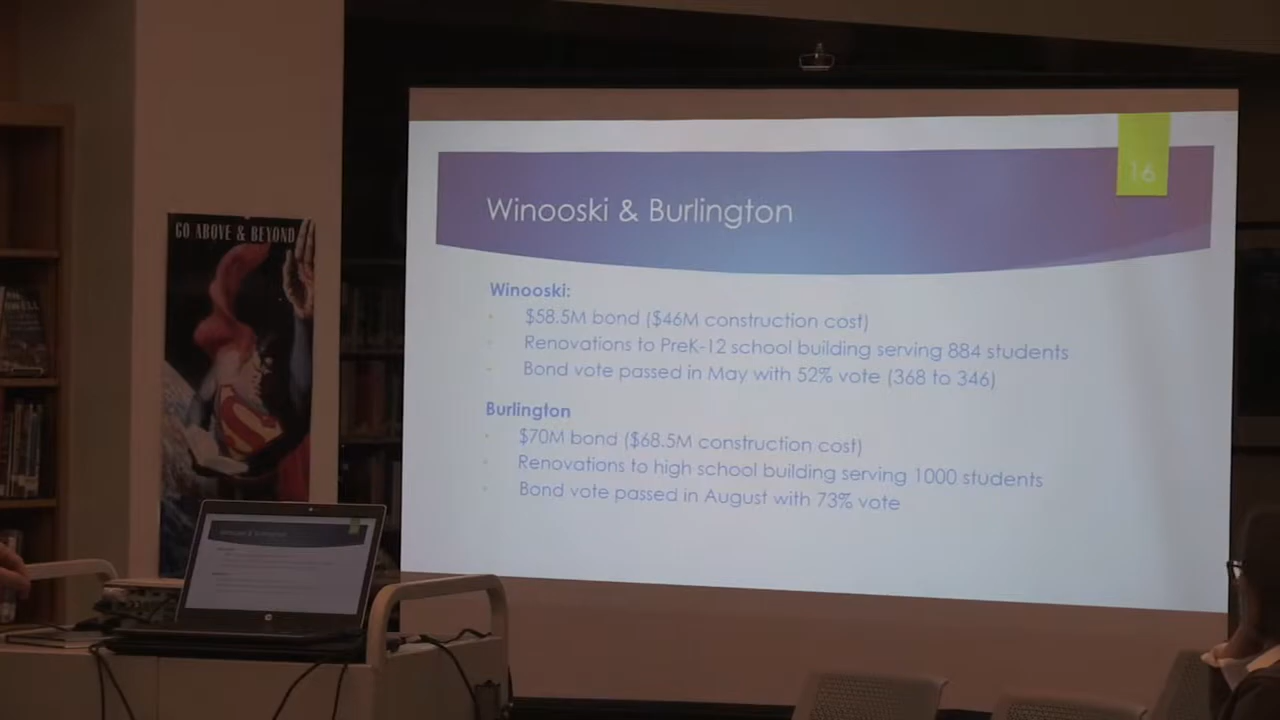 GO ABOVE & BEYOND
16
Winooski & Burlington
Winooski:
$58.5M bond ($46M construction cost)
Renovations to PreK-12 school building serving 884 students
Bond vote passed in May with 52% vote (368 to 346)
Burlington
$70M bond ($68.5M construction cost)
Renovations to high school building serving 1000 students
Bond vote passed in August with 73% vote